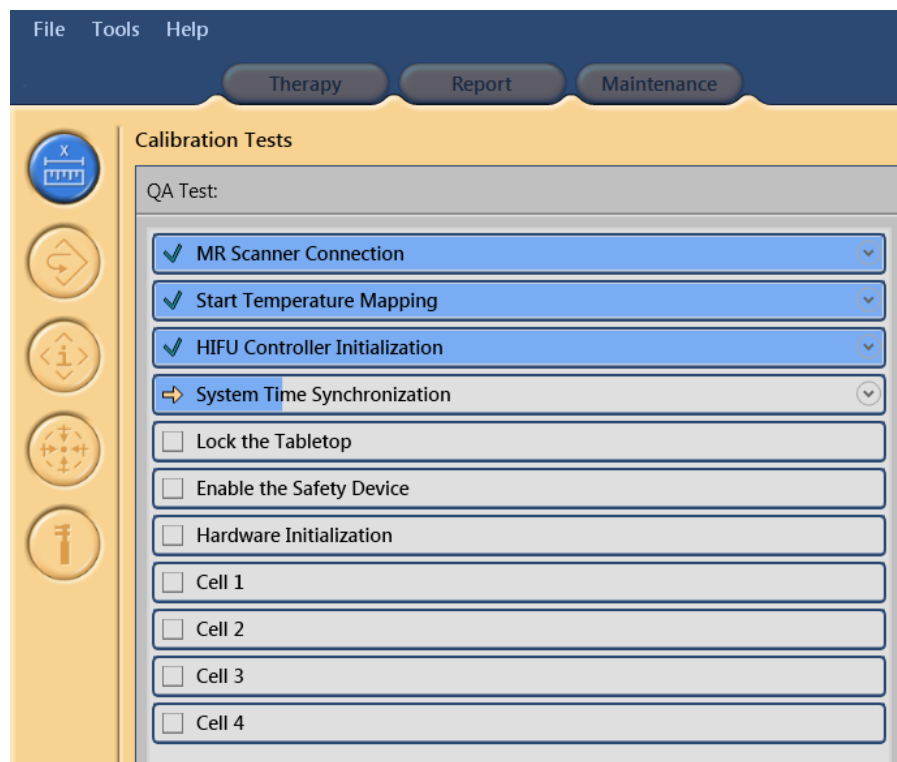 File Tools Help
Therapy Report Maintenance
Calibration Tests
QA Test:
MR Scanner Connection
Start Temperature Mapping
HIFU Controller Initialization
System Time Synchronization
Lock the Tabletop
Enable the Safety Device
Hardware Initialization
Cell 1
Cell 2
Cell 3
Cell 4